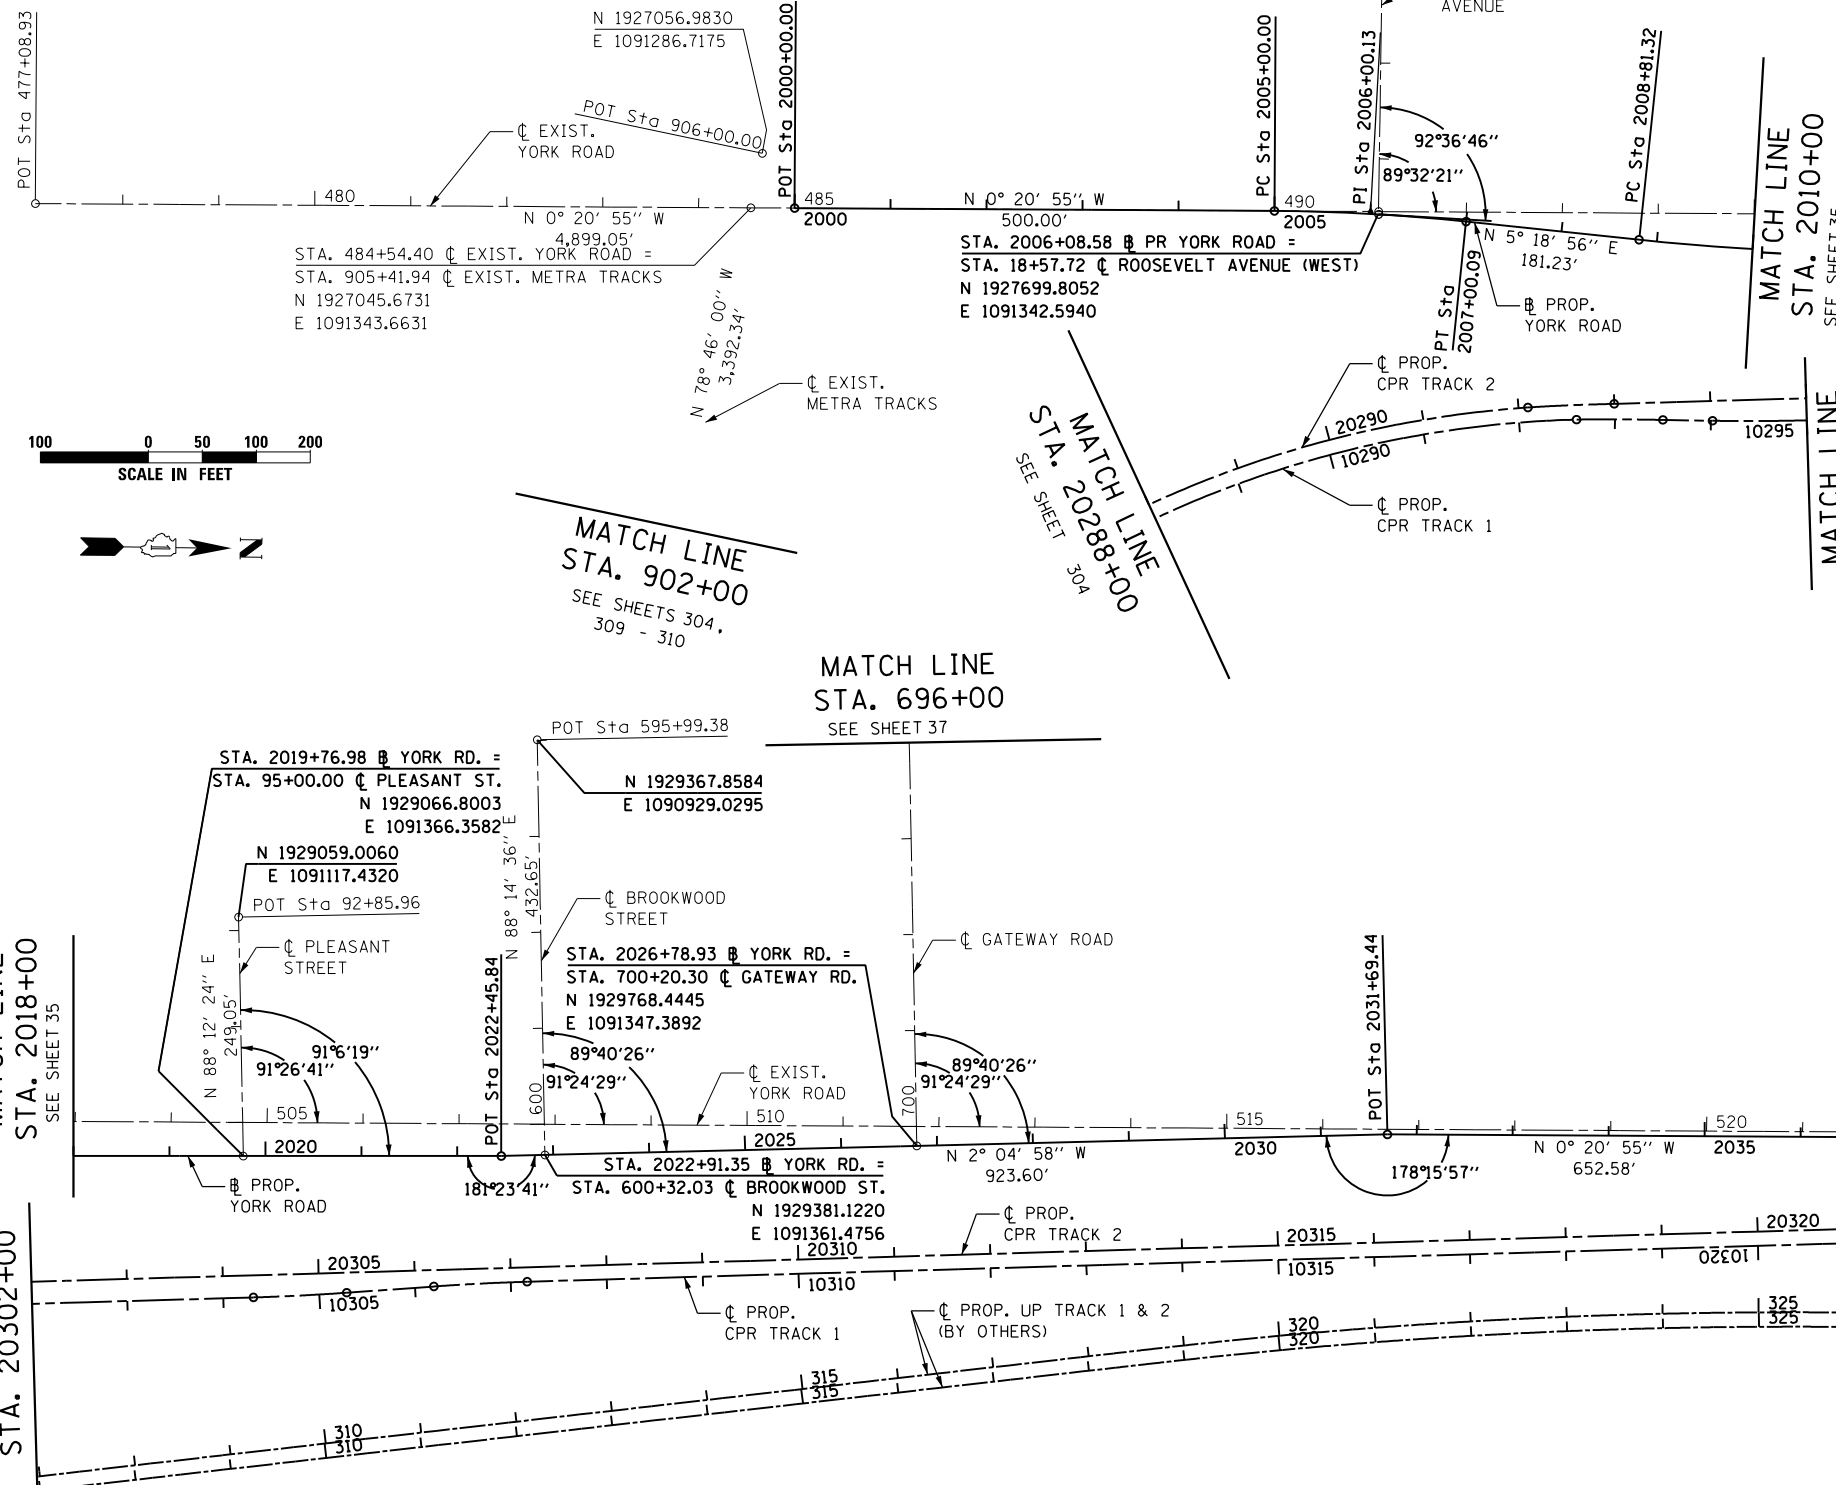 POT Sta 477+08.93
N 1927056.9830
E 1091286.7175
POT Sta 906+00.00
℄ EXIST.
YORK ROAD
480
POT Sta 2000+00.00
485
2000
N 0° 20' 55" W
4,899.05'
STA. 484+54.40 ℄ EXIST. YORK ROAD =
STA. 905+41.94 ℄ EXIST. METRA TRACKS
N 1927045.6731
E 1091343.6631
N 78° 46' 00" W
3,392.34'
℄ EXIST.
METRA TRACKS
N 0° 20' 55" W
500.00'
PC Sta 2005+00.00
490
2005
PI Sta 2006+00.13
AVENUE
92°36'46"
89°32'21"
PC Sta 2008+81.32
STA. 2006+08.58 B PR YORK ROAD =
STA. 18+57.72 ℄ ROOSEVELT AVENUE (WEST)
N 1927699.8052
E 1091342.5940
PT Sta
2007+00.09
N 5° 18' 56" E
181.23'
B PROP.
YORK ROAD
MATCH LINE
STA. 2010+00
SEE SHEET 35
℄ PROP.
CPR TRACK 2
20290
10290
10295
℄ PROP.
CPR TRACK 1
MATCH LINE
MATCH LINE
STA. 20288+00
SEE SHEET 304
100 0 50 100 200
SCALE IN FEET
N
MATCH LINE
STA. 902+00
SEE SHEETS 304,
309 - 310
MATCH LINE
STA. 696+00
SEE SHEET 37
POT Sta 595+99.38
N 1929367.8584
E 1090929.0295
STA. 2019+76.98 B YORK RD. =
STA. 95+00.00 ℄ PLEASANT ST.
N 1929066.8003
E 1091366.3582
N 1929059.0060
E 1091117.4320
POT Sta 92+85.96
℄ PLEASANT
STREET
N 88° 12' 24" E
249.05'
91°6'19"
91°26'41"
MATCH LINE
STA. 2018+00
SEE SHEET 35
505
2020
B PROP.
YORK ROAD
POT Sta 2022+45.84
N 88° 14' 36" E
432.65'
℄ BROOKWOOD
STREET
600
181°23'41"
89°40'26"
91°24'29"
STA. 2026+78.93 B YORK RD. =
STA. 700+20.30 ℄ GATEWAY RD.
N 1929768.4445
E 1091347.3892
℄ EXIST.
YORK ROAD
510
2025
STA. 2022+91.35 B YORK RD. =
STA. 600+32.03 ℄ BROOKWOOD ST.
N 1929381.1220
E 1091361.4756
℄ GATEWAY ROAD
700
89°40'26"
91°24'29"
N 2° 04' 58" W
923.60'
515
2030
POT Sta 2031+69.44
178°15'57"
N 0° 20' 55" W
652.58'
520
2035
STA. 20302+00
20305
10305
20310
10310
℄ PROP.
CPR TRACK 2
20315
10315
20320
10320
℄ PROP.
CPR TRACK 1
℄ PROP. UP TRACK 1 & 2
(BY OTHERS)
310
310
315
315
320
320
325
325